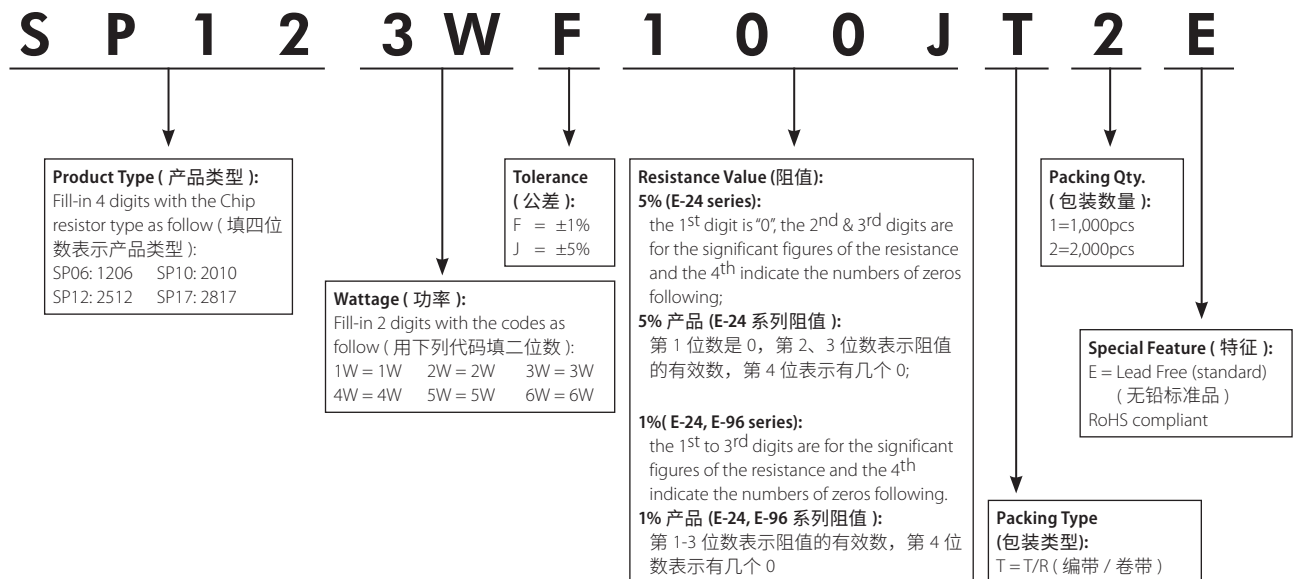 SP12 3W F 100J T 2 E
Product Type ( 产品类型 ):
Fill-in 4 digits with the Chip
resistor type as follow ( 填四位
数表示产品类型 ):
SP06: 1206 SP10: 2010
SP12: 2512 SP17: 2817
Wattage ( 功率 ):
Fill-in 2 digits with the codes as
follow ( 用下列代码填二位数 ):
1W = 1W 2W = 2W 3W = 3W
4W = 4W 5W = 5W 6W = 6W
Tolerance
( 公差 ):
F = ±1%
J = ±5%
Resistance Value (阻值):
5% (E-24 series):
the 1st digit is “0”, the 2nd & 3rd digits are
for the significant figures of the resistance
and the 4th indicate the numbers of zeros
following;
5% 产品 (E-24 系列阻值 ):
第 1 位数是 0，第 2、3 位数表示阻值
的有效数，第 4 位表示有几个 0;
1%( E-24, E-96 series):
the 1st to 3rd digits are for the significant
figures of the resistance and the 4th
indicate the numbers of zeros following.
1% 产品 (E-24, E-96 系列阻值 ):
第 1-3 位数表示阻值的有效数，第 4 位
数表示有几个 0
Packing Type
(包装类型):
T = T/R ( 编带 / 卷带 )
Packing Qty.
( 包装数量 ):
1=1,000pcs
2=2,000pcs
Special Feature ( 特征 ):
E = Lead Free (standard)
( 无铅标准品 )
RoHS compliant